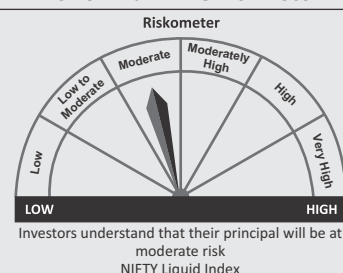 Riskometer
Low
Low to
Moderate
Moderate
Moderately
High
High
Very High
LOW HIGH
Investors understand that their principal will be at
moderate risk
NIFTY Liquid Index